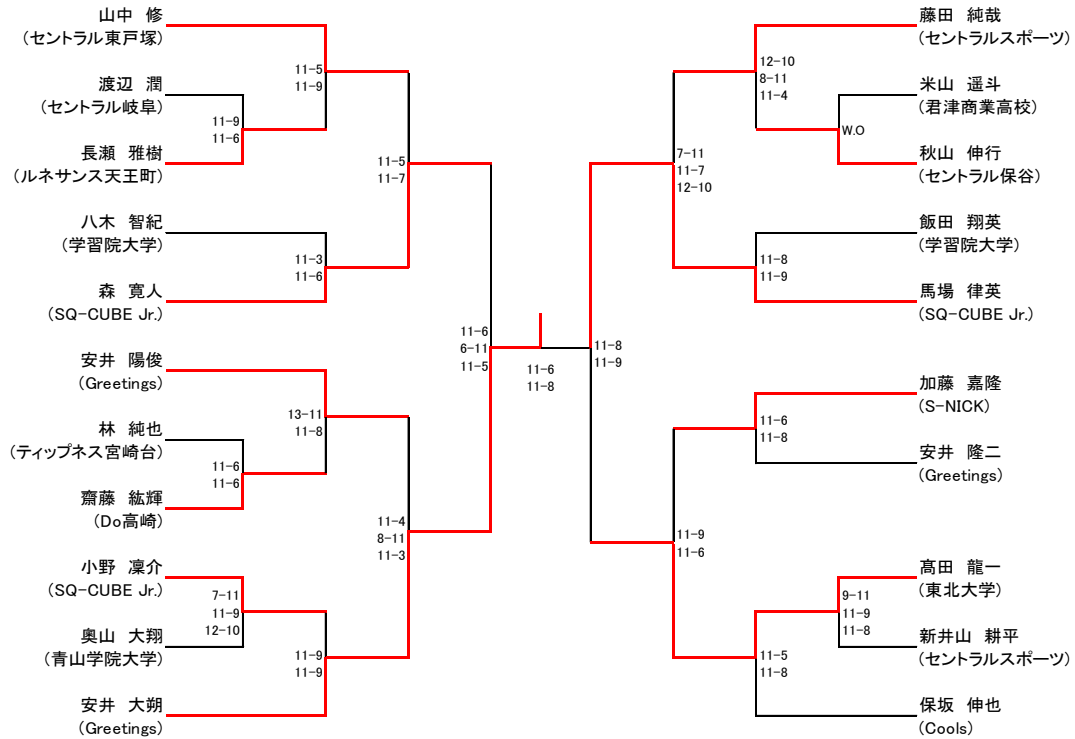 山中 修
(セントラル東戸塚)
11-5
11-9
渡辺 潤
(セントラル岐阜)
11-9
11-6
長瀬 雅樹
(ルネサンス天王町)
11-5
11-7
八木 智紀
(学習院大学)
11-3
11-6
森 寛人
(SQ-CUBE Jr.)
11-6
6-11
11-5
安井 陽俊
(Greetings)
13-11
11-8
林 純也
(ティップネス宮崎台)
11-6
11-6
齋藤 紘輝
(Do高崎)
11-4
8-11
11-3
小野 凜介
(SQ-CUBE Jr.)
7-11
11-9
12-10
奥山 大翔
(青山学院大学)
11-9
11-9
安井 大朔
(Greetings)
11-6
11-8
藤田 純哉
(セントラルスポーツ)
12-10
8-11
11-4
米山 遥斗
(君津商業高校)
W.O
秋山 伸行
(セントラル保谷)
7-11
11-7
12-10
飯田 翔英
(学習院大学)
11-8
11-9
馬場 律英
(SQ-CUBE Jr.)
11-8
11-9
加藤 嘉隆
(S-NICK)
11-6
11-8
安井 隆二
(Greetings)
11-9
11-6
髙田 龍一
(東北大学)
9-11
11-9
11-8
新井山 耕平
(セントラルスポーツ)
11-5
11-8
保坂 伸也
(Cools)